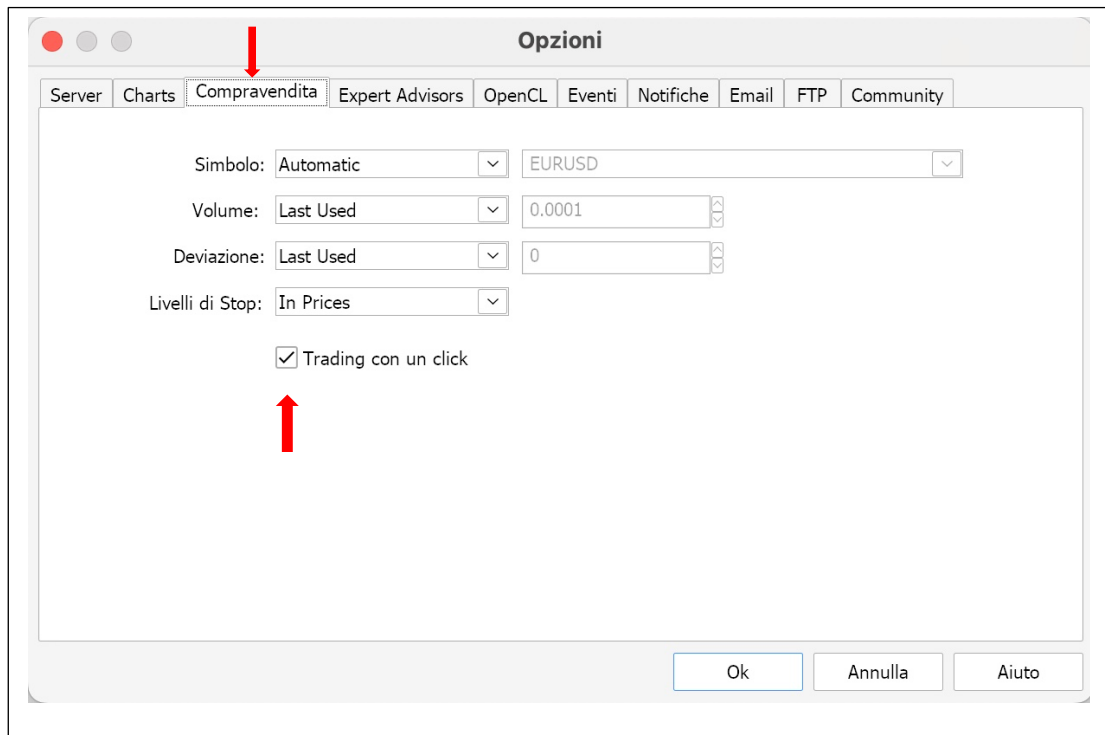 Opzioni
Server Charts Compravendita Expert Advisors OpenCL Eventi Notifiche Email FTP Community
Simbolo: Automatic EURUSD
Volume: Last Used 0.0001
Deviazione: Last Used 0
Livelli di Stop: In Prices
Trading con un click
Ok Annulla Aiuto